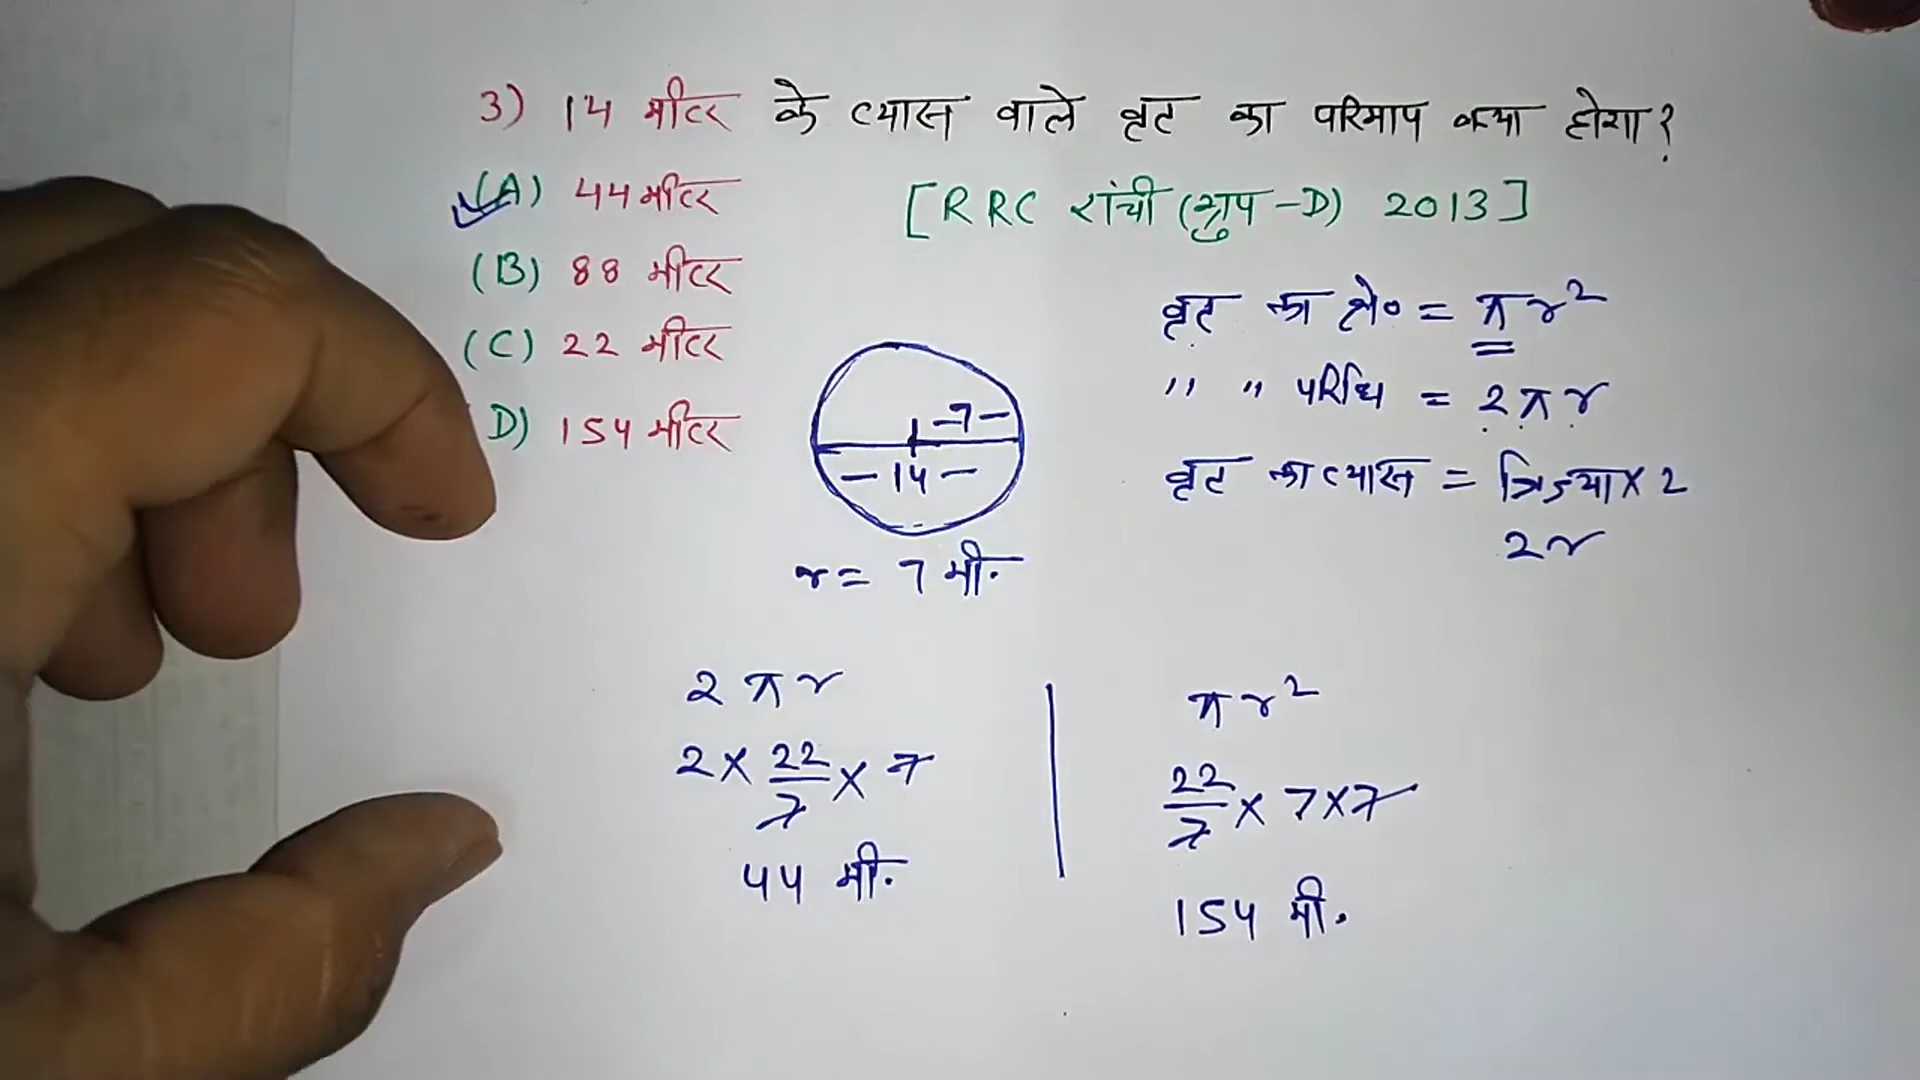 3) 14 मीटर के व्यास वाले वृत का परिमाप क्या होगा?
(A) 44 मीटर
[RRC रांची (ग्रुप -D) 2013]
(B) 88 मीटर
(C) 22 मीटर
D) 154 मीटर
वृत का क्षे० = πr²
" " परिधि = 2πr
वृत का व्यास = त्रिज्या × 2
2r
-7-
-14-
r = 7 मी.
2πr
2 × 22/7 × 7
44 मी.
πr²
22/7 × 7 × 7
154 मी.